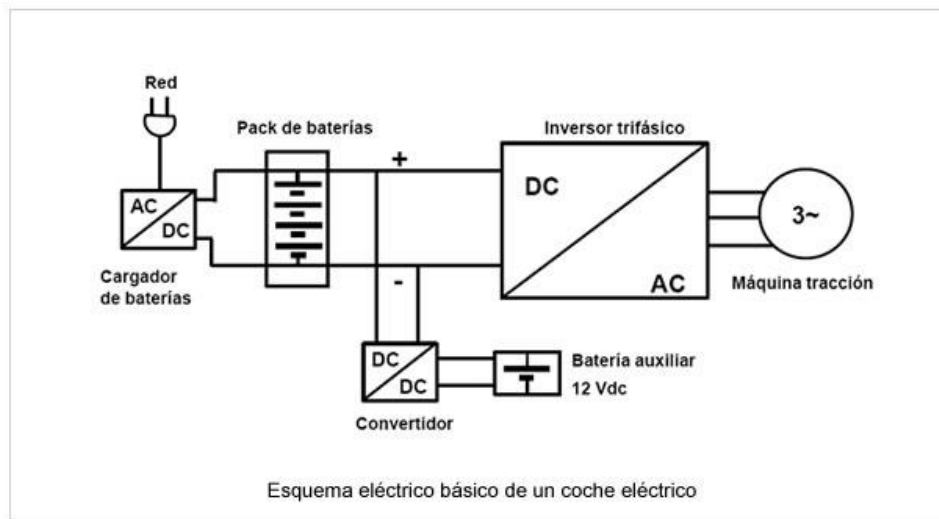 Red
Pack de baterías
Inversor trifásico
+
DC
AC
DC
3~
Cargador
de baterías
-
AC
Máquina tracción
DC
DC
Batería auxiliar
12 Vdc
Convertidor
Esquema eléctrico básico de un coche eléctrico